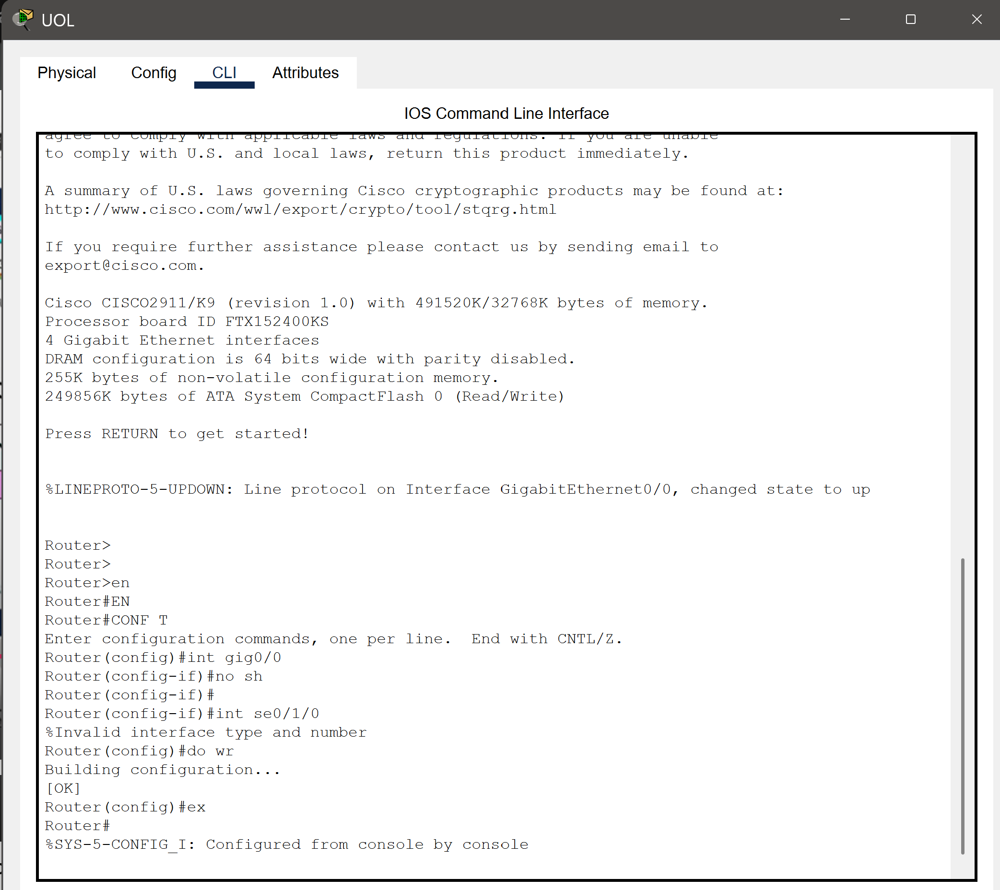 UOL
Physical Config CLI Attributes
IOS Command Line Interface
agree to comply with applicable laws and regulations. If you are unable
to comply with U.S. and local laws, return this product immediately.
A summary of U.S. laws governing Cisco cryptographic products may be found at:
http://www.cisco.com/wwl/export/crypto/tool/stqrg.html
If you require further assistance please contact us by sending email to
export@cisco.com.
Cisco CISCO2911/K9 (revision 1.0) with 491520K/32768K bytes of memory.
Processor board ID FTX152400KS
4 Gigabit Ethernet interfaces
DRAM configuration is 64 bits wide with parity disabled.
255K bytes of non-volatile configuration memory.
249856K bytes of ATA System CompactFlash 0 (Read/Write)
Press RETURN to get started!
%LINEPROTO-5-UPDOWN: Line protocol on Interface GigabitEthernet0/0, changed state to up
Router>
Router>
Router>en
Router#EN
Router#CONF T
Enter configuration commands, one per line.  End with CNTL/Z.
Router(config)#int gig0/0
Router(config-if)#no sh
Router(config-if)#
Router(config-if)#int se0/1/0
%Invalid interface type and number
Router(config)#do wr
Building configuration...
[OK]
Router(config)#ex
Router#
%SYS-5-CONFIG_I: Configured from console by console